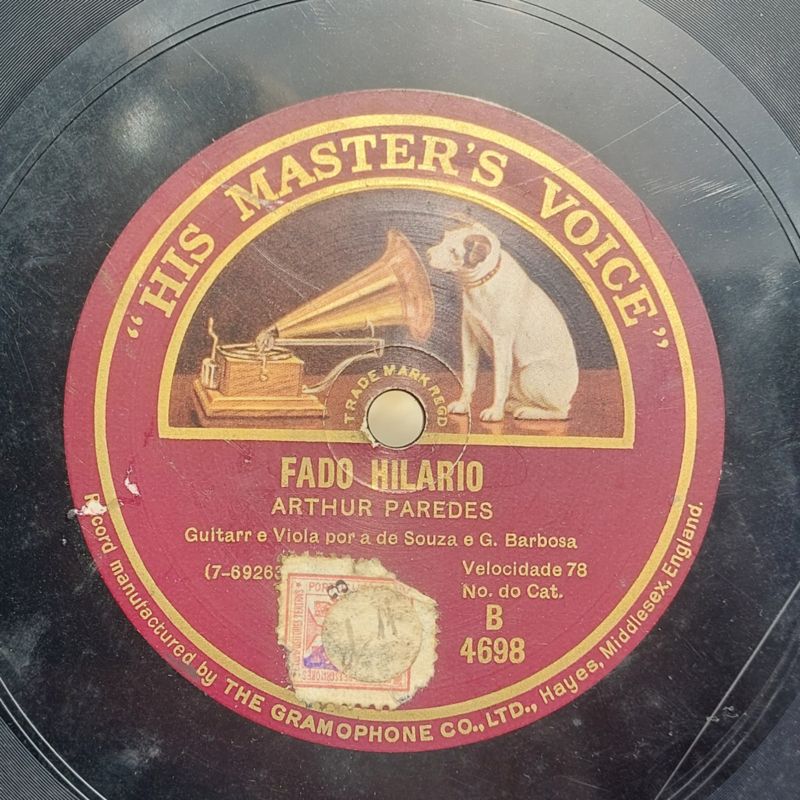 “HIS MASTER'S VOICE”
TRADE MARK REGD
FADO HILARIO
ARTHUR PAREDES
Guitarr e Viola por a de Souza e G. Barbosa
(7-69263
Velocidade 78
No. do Cat.
B
4698
Record manufactured by THE GRAMOPHONE CO., LTD., Hayes, Middlesex, England.